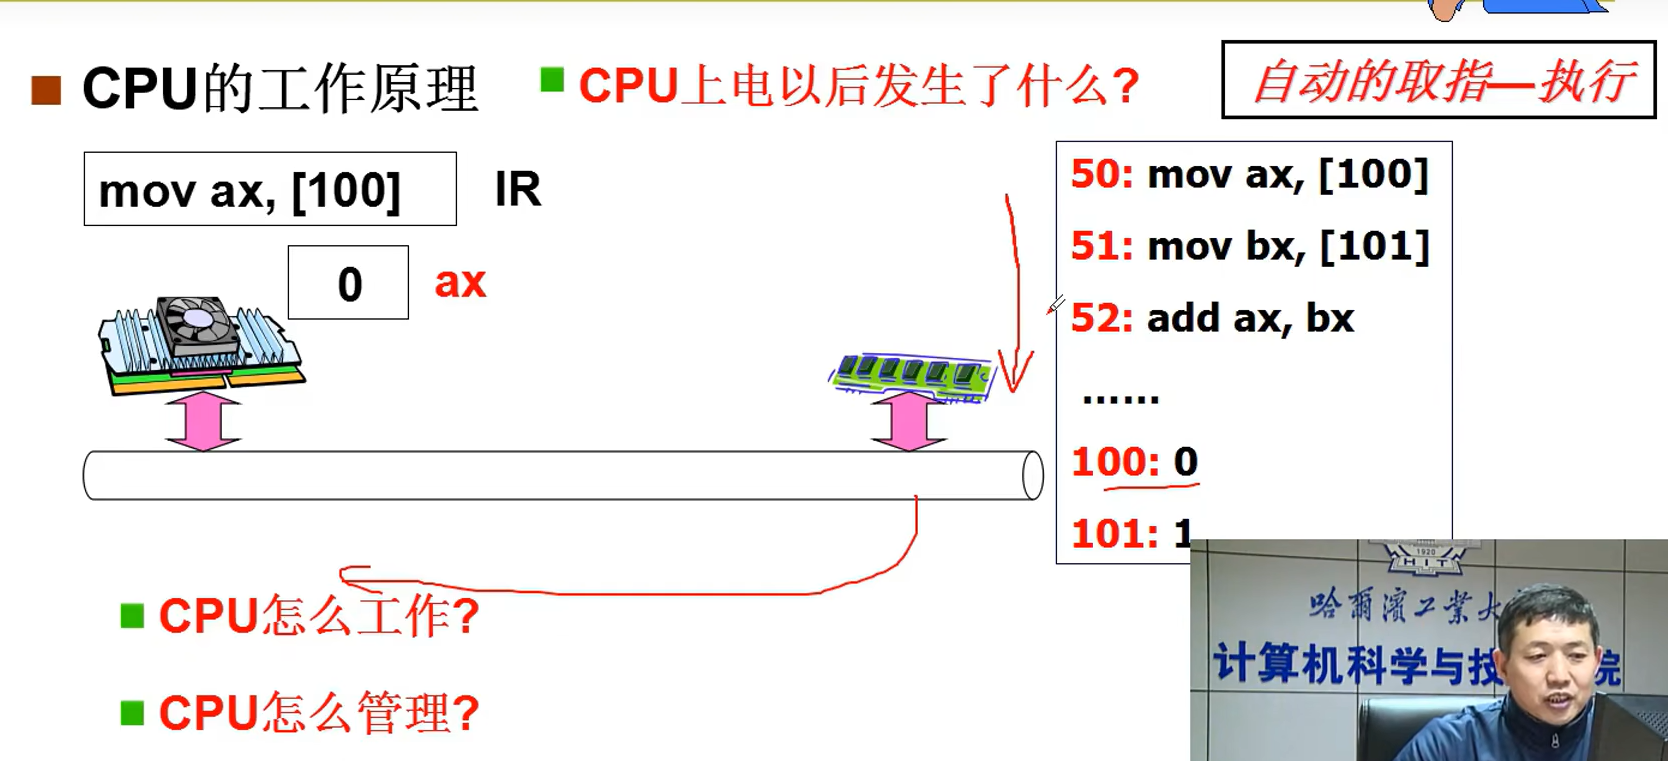 CPU的工作原理
CPU上电以后发生了什么?
自动的取指—执行
mov ax, [100]
IR
0
ax
50: mov ax, [100]
51: mov bx, [101]
52: add ax, bx
......
100: 0
101: 1
CPU怎么工作?
CPU怎么管理?
1920
HIT
哈爾濱工業大
计算机科学与技
院